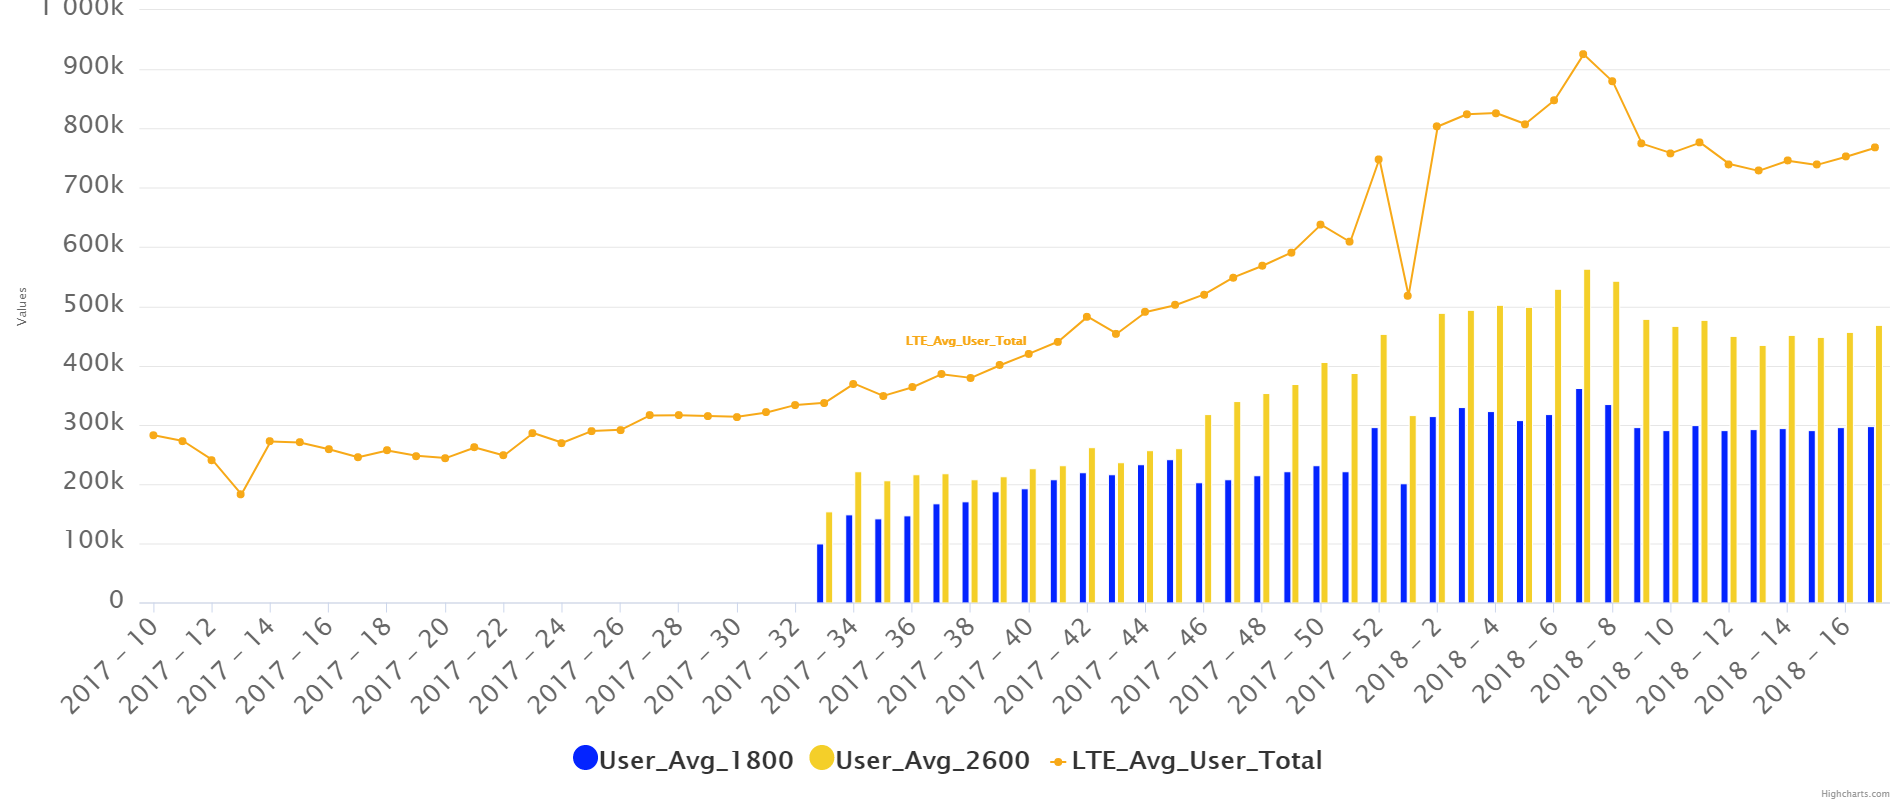 1 000k
900k
800k
700k
600k
500k
400k
300k
200k
100k
0
Values
LTE_Avg_User_Total
2017 – 10
2017 – 12
2017 – 14
2017 – 16
2017 – 18
2017 – 20
2017 – 22
2017 – 24
2017 – 26
2017 – 28
2017 – 30
2017 – 32
2017 – 34
2017 – 36
2017 – 38
2017 – 40
2017 – 42
2017 – 44
2017 – 46
2017 – 48
2017 – 50
2017 – 52
2018 – 2
2018 – 4
2018 – 6
2018 – 8
2018 – 10
2018 – 12
2018 – 14
2018 – 16
User_Avg_1800 User_Avg_2600 LTE_Avg_User_Total
Highcharts.com